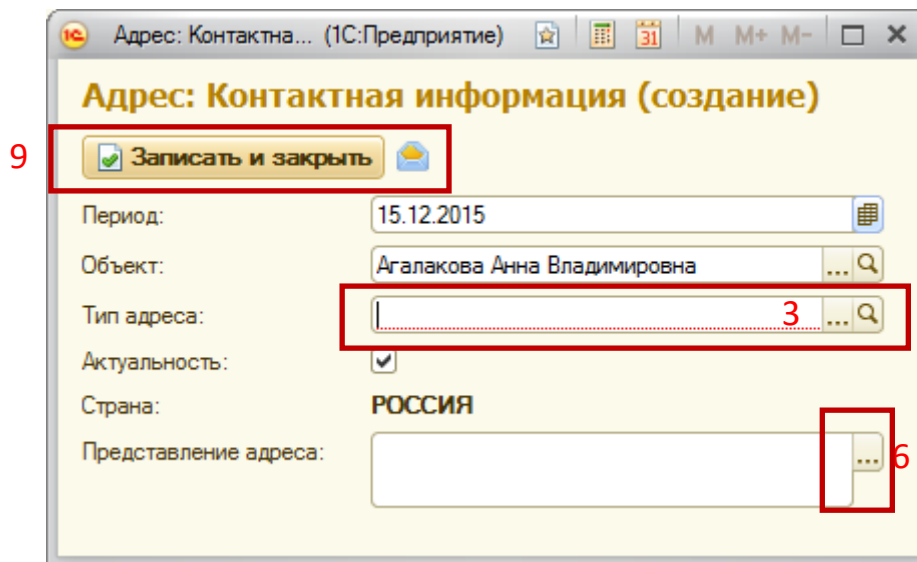 Адрес: Контактна... (1С:Предприятие) 31 M M+ M-
Адрес: Контактная информация (создание)
9 Записать и закрыть
Период: 15.12.2015
Объект: Агалакова Анна Владимировна ...
Тип адреса: 3 ...
Актуальность:
Страна: РОССИЯ
Представление адреса: ... 6